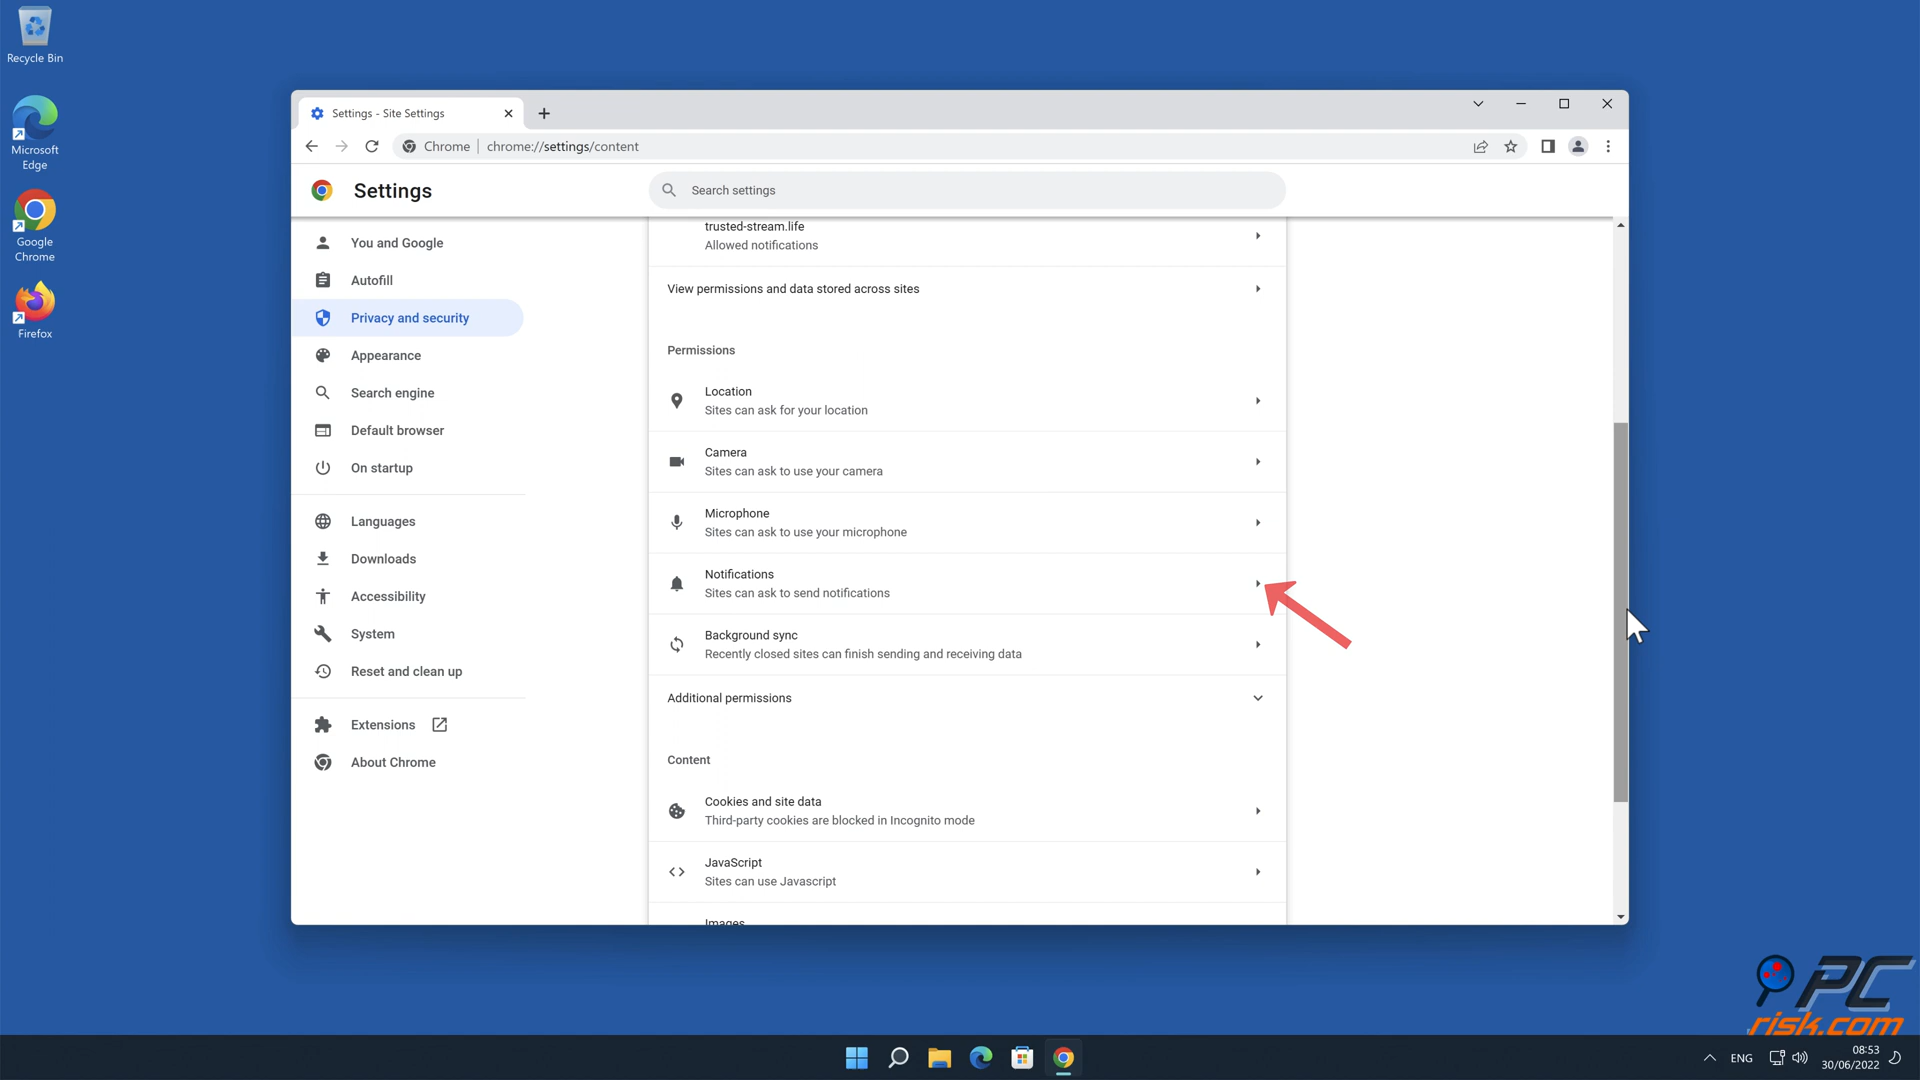 Recycle Bin
Microsoft
Edge
Google
Chrome
Firefox
Settings - Site Settings
Chrome
chrome://settings/content
Settings
Search settings
You and Google
Autofill
Privacy and security
Appearance
Search engine
Default browser
On startup
Languages
Downloads
Accessibility
System
Reset and clean up
Extensions
About Chrome
trusted-stream.life
Allowed notifications
View permissions and data stored across sites
Permissions
Location
Sites can ask for your location
Camera
Sites can ask to use your camera
Microphone
Sites can ask to use your microphone
Notifications
Sites can ask to send notifications
Background sync
Recently closed sites can finish sending and receiving data
Additional permissions
Content
Cookies and site data
Third-party cookies are blocked in Incognito mode
JavaScript
Sites can use Javascript
Images
PC
risk.com
ENG
08:53
30/06/2022